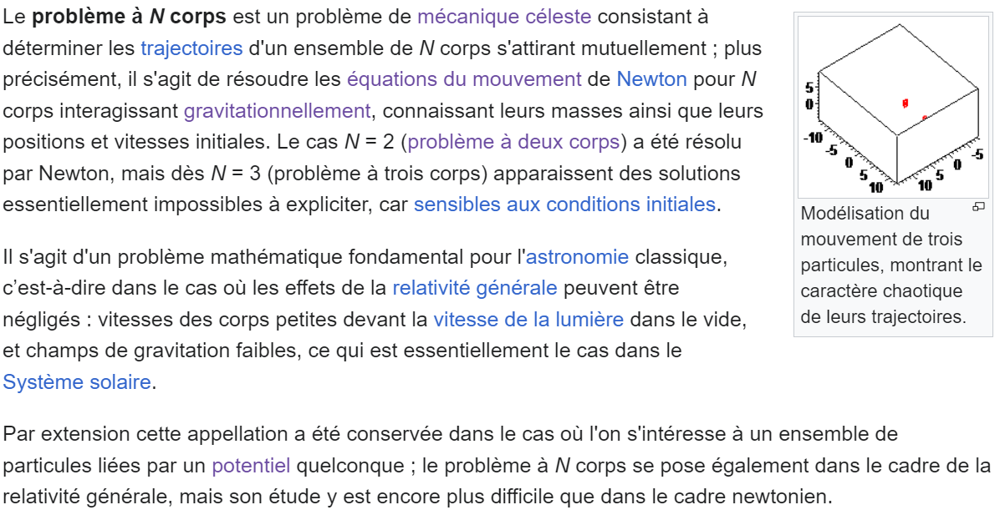 Le problème à N corps est un problème de mécanique céleste consistant à
déterminer les trajectoires d'un ensemble de N corps s'attirant mutuellement ; plus
précisément, il s'agit de résoudre les équations du mouvement de Newton pour N
corps interagissant gravitationnellement, connaissant leurs masses ainsi que leurs
positions et vitesses initiales. Le cas N = 2 (problème à deux corps) a été résolu
par Newton, mais dès N = 3 (problème à trois corps) apparaissent des solutions
essentiellement impossibles à expliciter, car sensibles aux conditions initiales.
Il s'agit d'un problème mathématique fondamental pour l'astronomie classique,
c’est-à-dire dans le cas où les effets de la relativité générale peuvent être
négligés : vitesses des corps petites devant la vitesse de la lumière dans le vide,
et champs de gravitation faibles, ce qui est essentiellement le cas dans le
Système solaire.
Par extension cette appellation a été conservée dans le cas où l'on s'intéresse à un ensemble de
particules liées par un potentiel quelconque ; le problème à N corps se pose également dans le cadre de la
relativité générale, mais son étude y est encore plus difficile que dans le cadre newtonien.
5
0
-10
-5
0
5
10
10
5
0
-5
Modélisation du
mouvement de trois
particules, montrant le
caractère chaotique
de leurs trajectoires.